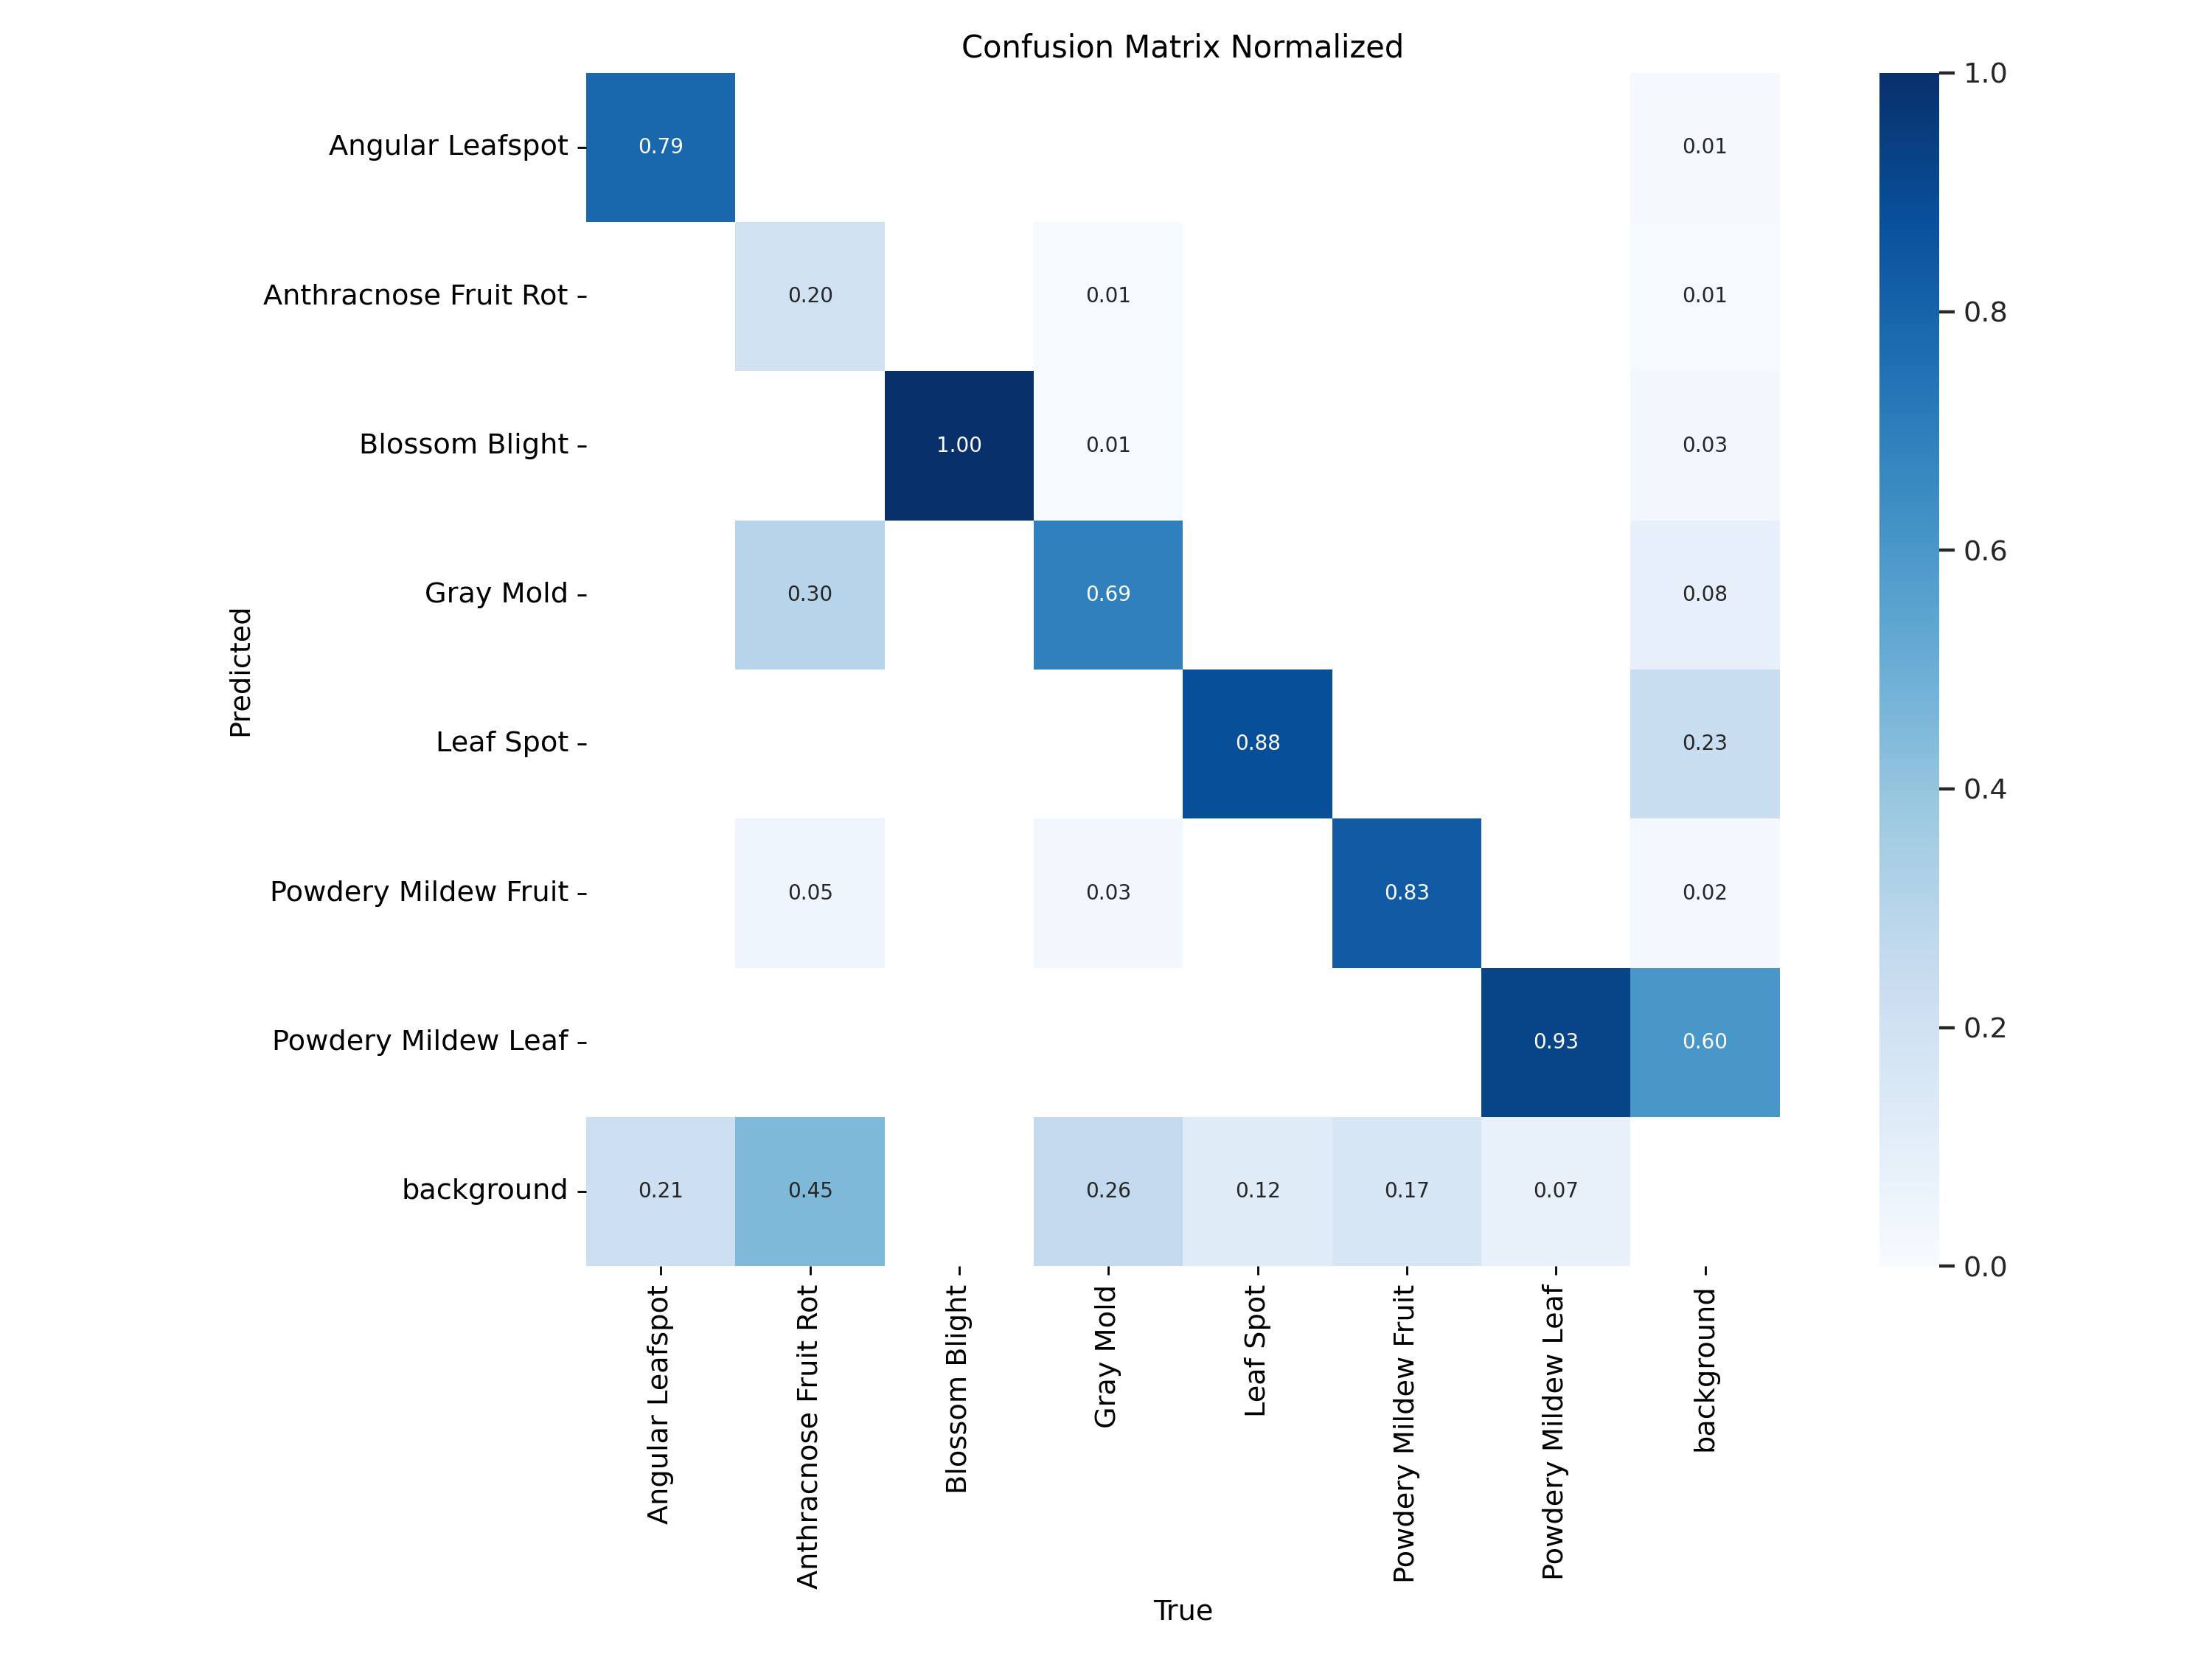 Confusion Matrix Normalized
Angular Leafspot 0.79 0.01
Anthracnose Fruit Rot 0.20 0.01 0.01
Blossom Blight 1.00 0.01 0.03
Gray Mold 0.30 0.69 0.08
Leaf Spot 0.88 0.23
Powdery Mildew Fruit 0.05 0.03 0.83 0.02
Powdery Mildew Leaf 0.93 0.60
background 0.21 0.45 0.26 0.12 0.17 0.07
Predicted
Angular Leafspot
Anthracnose Fruit Rot
Blossom Blight
Gray Mold
Leaf Spot
Powdery Mildew Fruit
Powdery Mildew Leaf
background
True
1.0
0.8
0.6
0.4
0.2
0.0